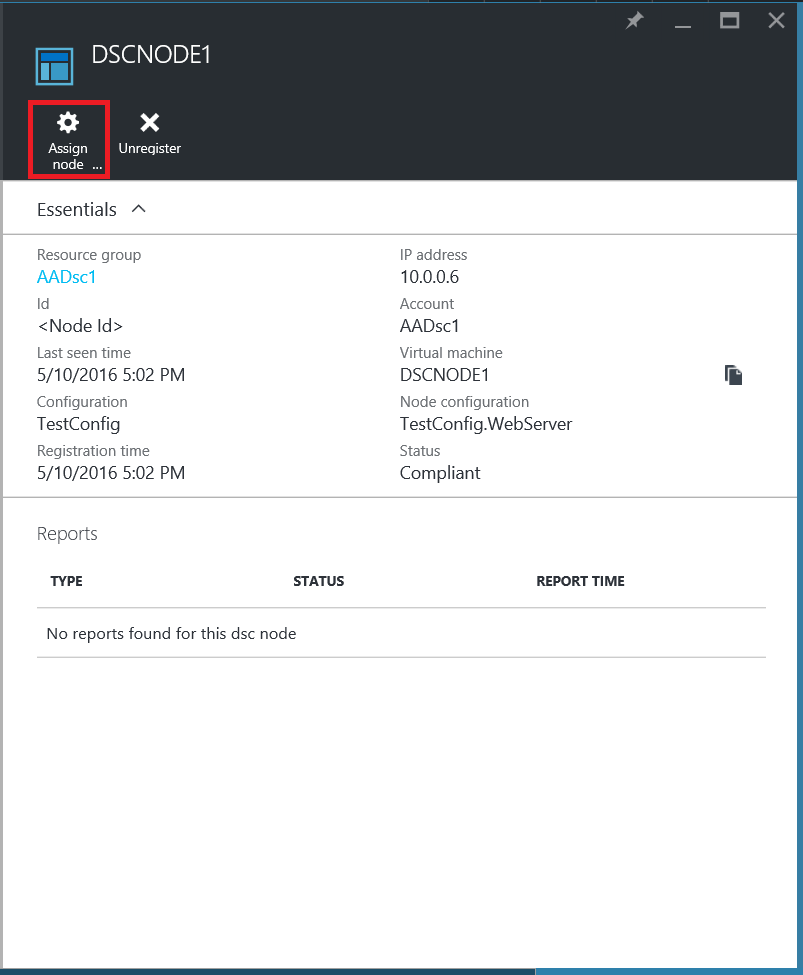 DSCNODE1
Assign
node ...
Unregister
Essentials
Resource group
AADsc1
IP address
10.0.0.6
Id
<Node Id>
Account
AADsc1
Last seen time
5/10/2016 5:02 PM
Virtual machine
DSCNODE1
Configuration
TestConfig
Node configuration
TestConfig.WebServer
Registration time
5/10/2016 5:02 PM
Status
Compliant
Reports
TYPE STATUS REPORT TIME
No reports found for this dsc node